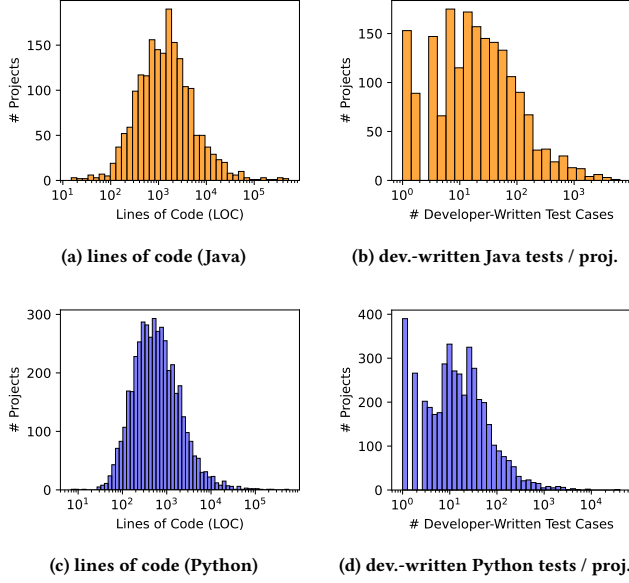 150
100
50
0
# Projects
10¹ 10² 10³ 10⁴ 10⁵
Lines of Code (LOC)
(a) lines of code (Java)
150
100
50
0
# Projects
10⁰ 10¹ 10² 10³
# Developer-Written Test Cases
(b) dev.-written Java tests / proj.
300
200
100
0
# Projects
10¹ 10² 10³ 10⁴ 10⁵
Lines of Code (LOC)
(c) lines of code (Python)
400
300
200
100
0
# Projects
10⁰ 10¹ 10² 10³ 10⁴
# Developer-Written Test Cases
(d) dev.-written Python tests / proj.